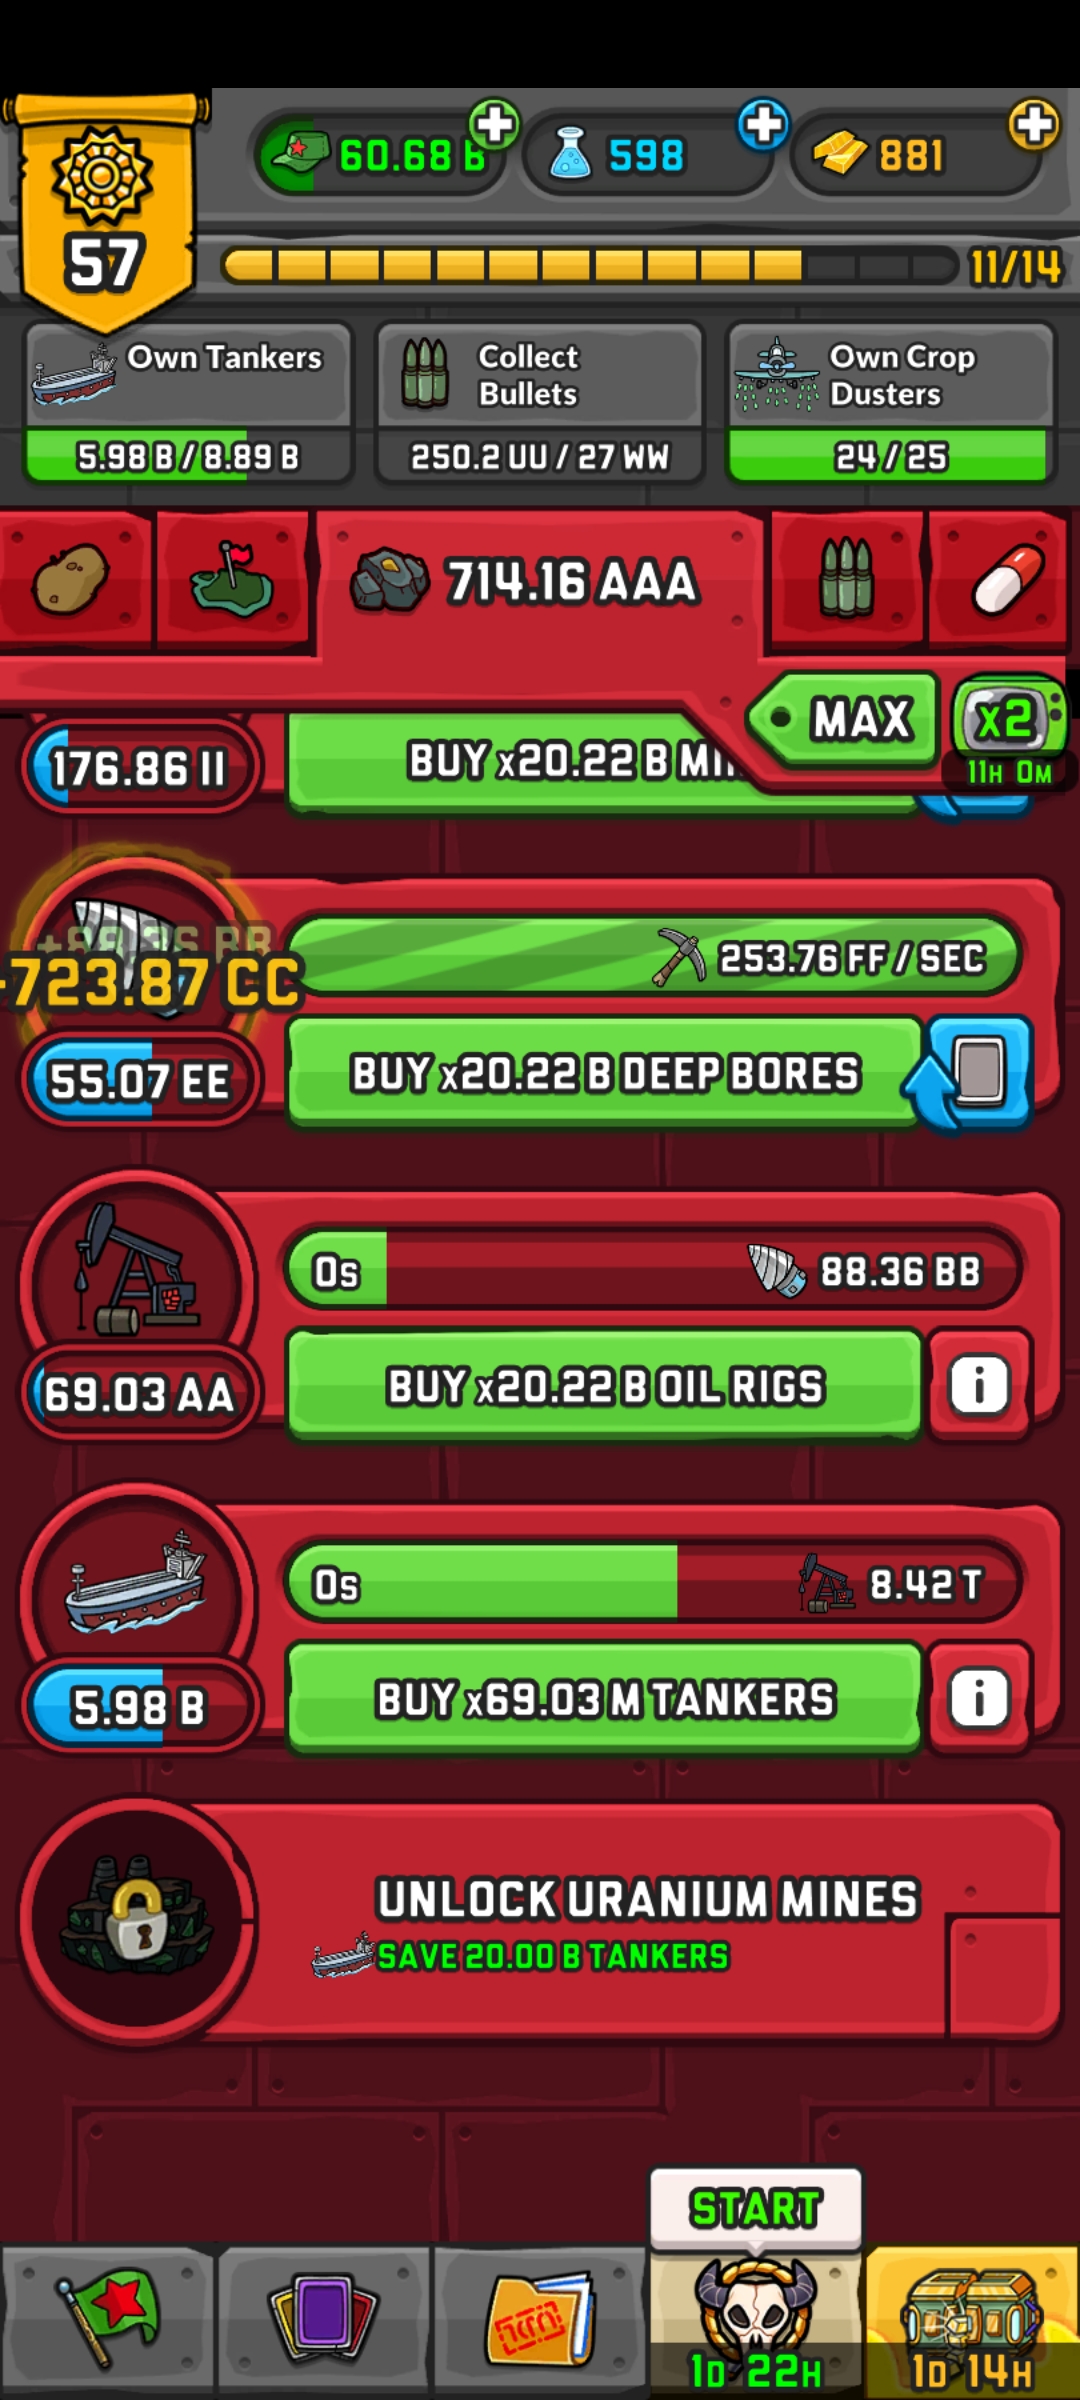 60.68 B
598
881
57
11/14
Own Tankers
5.98 B / 8.89 B
Collect
Bullets
250.2 UU / 27 WW
Own Crop
Dusters
24 / 25
714.16 AAA
MAX
x2
11H 0M
176.86 II
BUY x20.22 B
+88.36 BB
723.87 CC
253.76 FF / SEC
55.07 EE
BUY x20.22 B DEEP BORES
0s
88.36 BB
69.03 AA
BUY x20.22 B OIL RIGS
i
0s
8.42 T
5.98 B
BUY x69.03 M TANKERS
i
UNLOCK URANIUM MINES
SAVE 20.00 B TANKERS
START
1D 22H
1D 14H